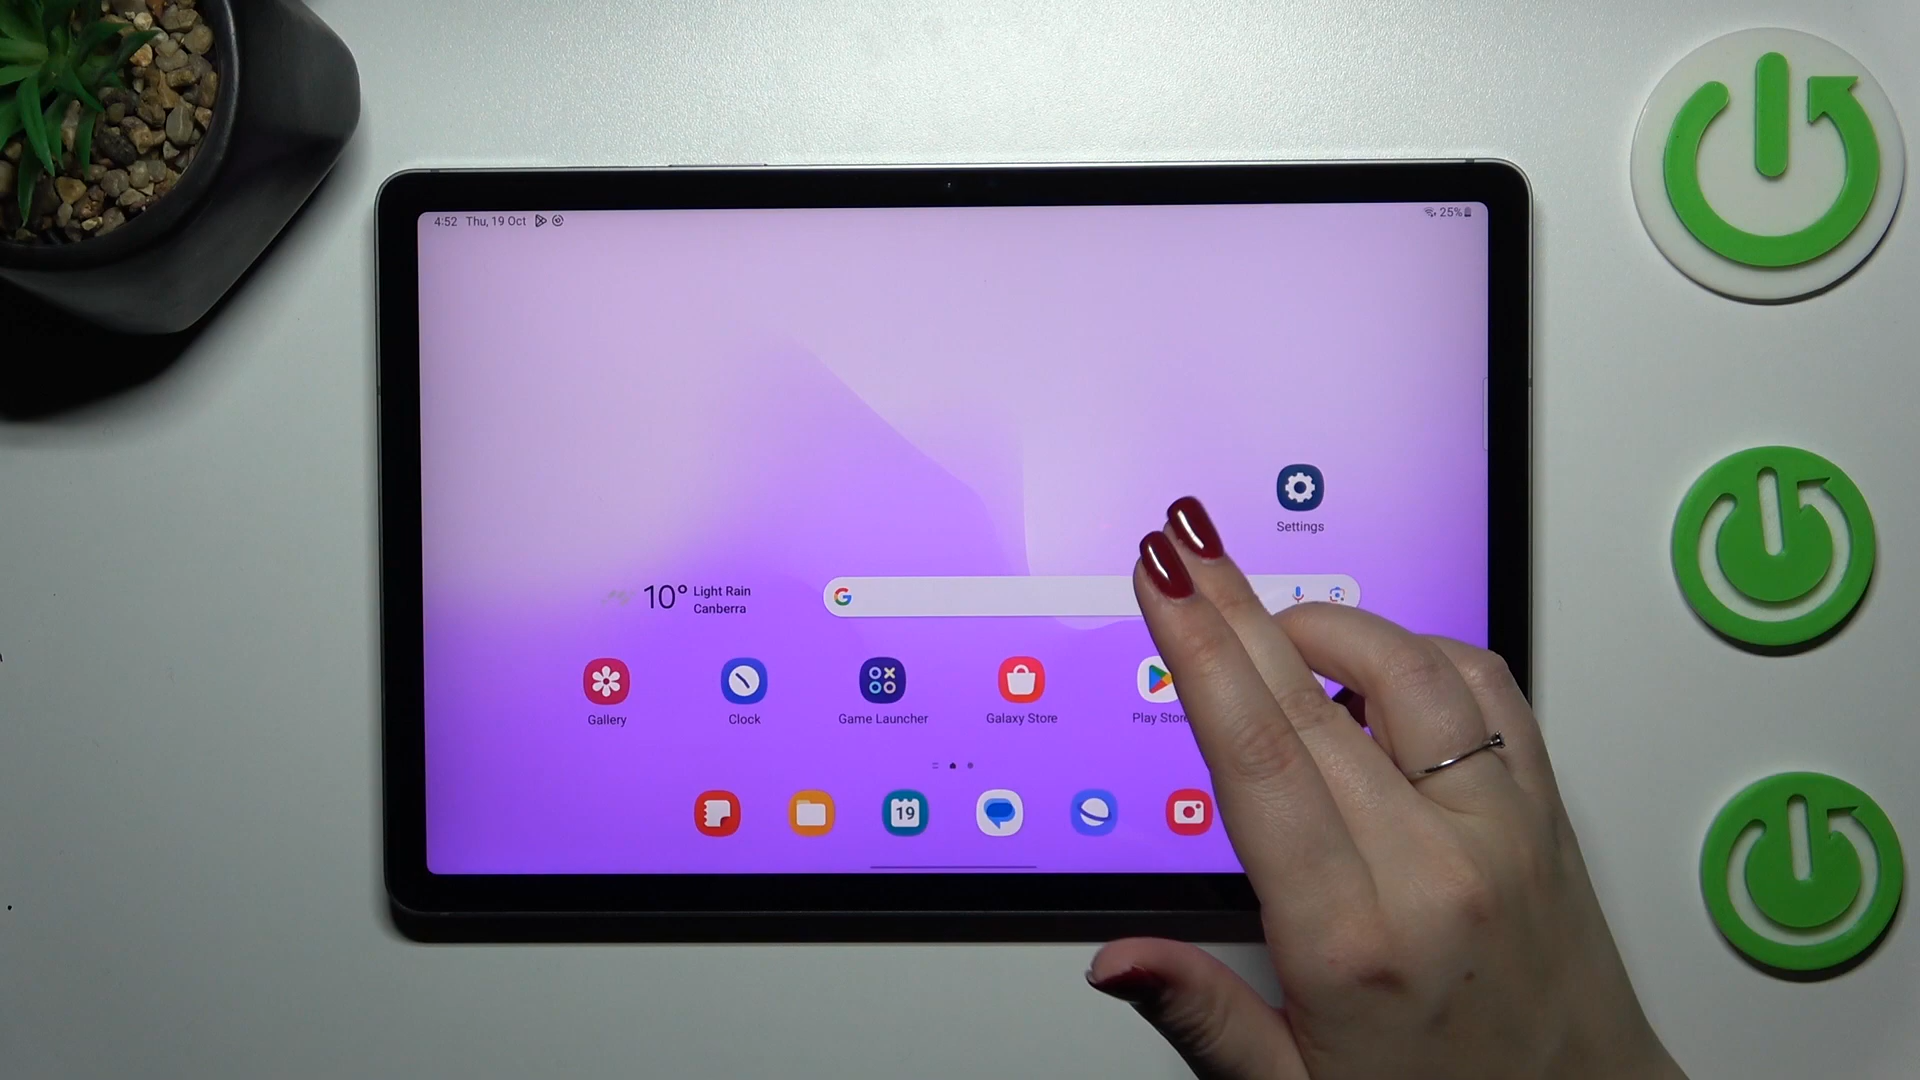 4:52 Thu, 19 Oct
25%
Settings
10° Light Rain
Canberra
Gallery
Clock
Game Launcher
Galaxy Store
Play Store
19